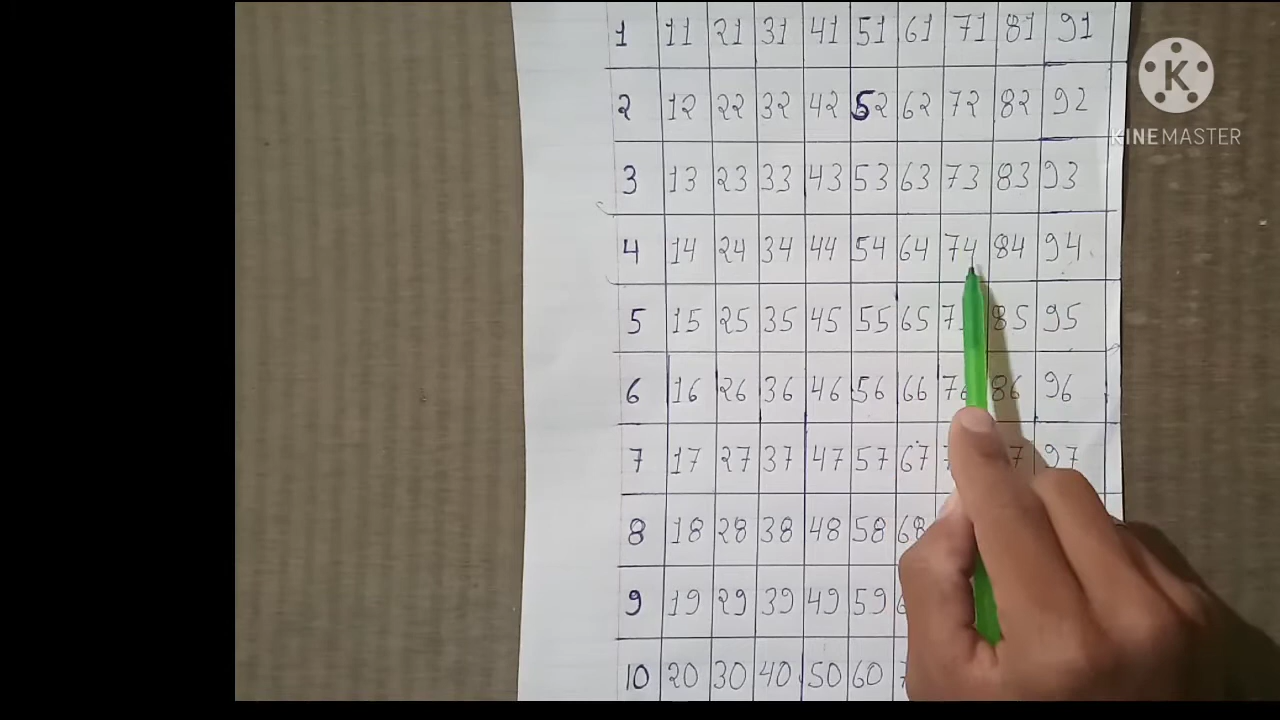 1 11 21 31 41 51 61 71 81 91
2 12 22 32 42 52 62 72 82 92
3 13 23 33 43 53 63 73 83 93
4 14 24 34 44 54 64 74 84 94
5 15 25 35 45 55 65 85 95
6 16 26 36 46 56 66 76 86 96
7 17 27 37 47 57 67 97
8 18 28 38 48 58 68
9 19 29 39 49 59
10 20 30 40 50 60
K
KINEMASTER